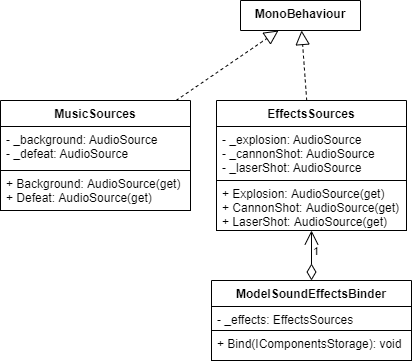 MonoBehaviour
MusicSources
- _background: AudioSource
- _defeat: AudioSource
+ Background: AudioSource(get)
+ Defeat: AudioSource(get)
EffectsSources
- _explosion: AudioSource
- _cannonShot: AudioSource
- _laserShot: AudioSource
+ Explosion: AudioSource(get)
+ CannonShot: AudioSource(get)
+ LaserShot: AudioSource(get)
1
ModelSoundEffectsBinder
- _effects: EffectsSources
+ Bind(IComponentsStorage): void